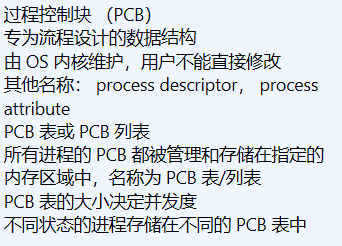 过程控制块 （PCB）
专为流程设计的数据结构
由 OS 内核维护，用户不能直接修改
其他名称： process descriptor， process
attribute
PCB 表或 PCB 列表
所有进程的 PCB 都被管理和存储在指定的
内存区域中，名称为 PCB 表/列表
PCB 表的大小决定并发度
不同状态的进程存储在不同的 PCB 表中